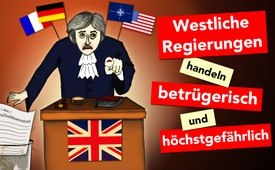 Westliche
Regierungen
handeln
betrügerisch
und
höchstgefährlich